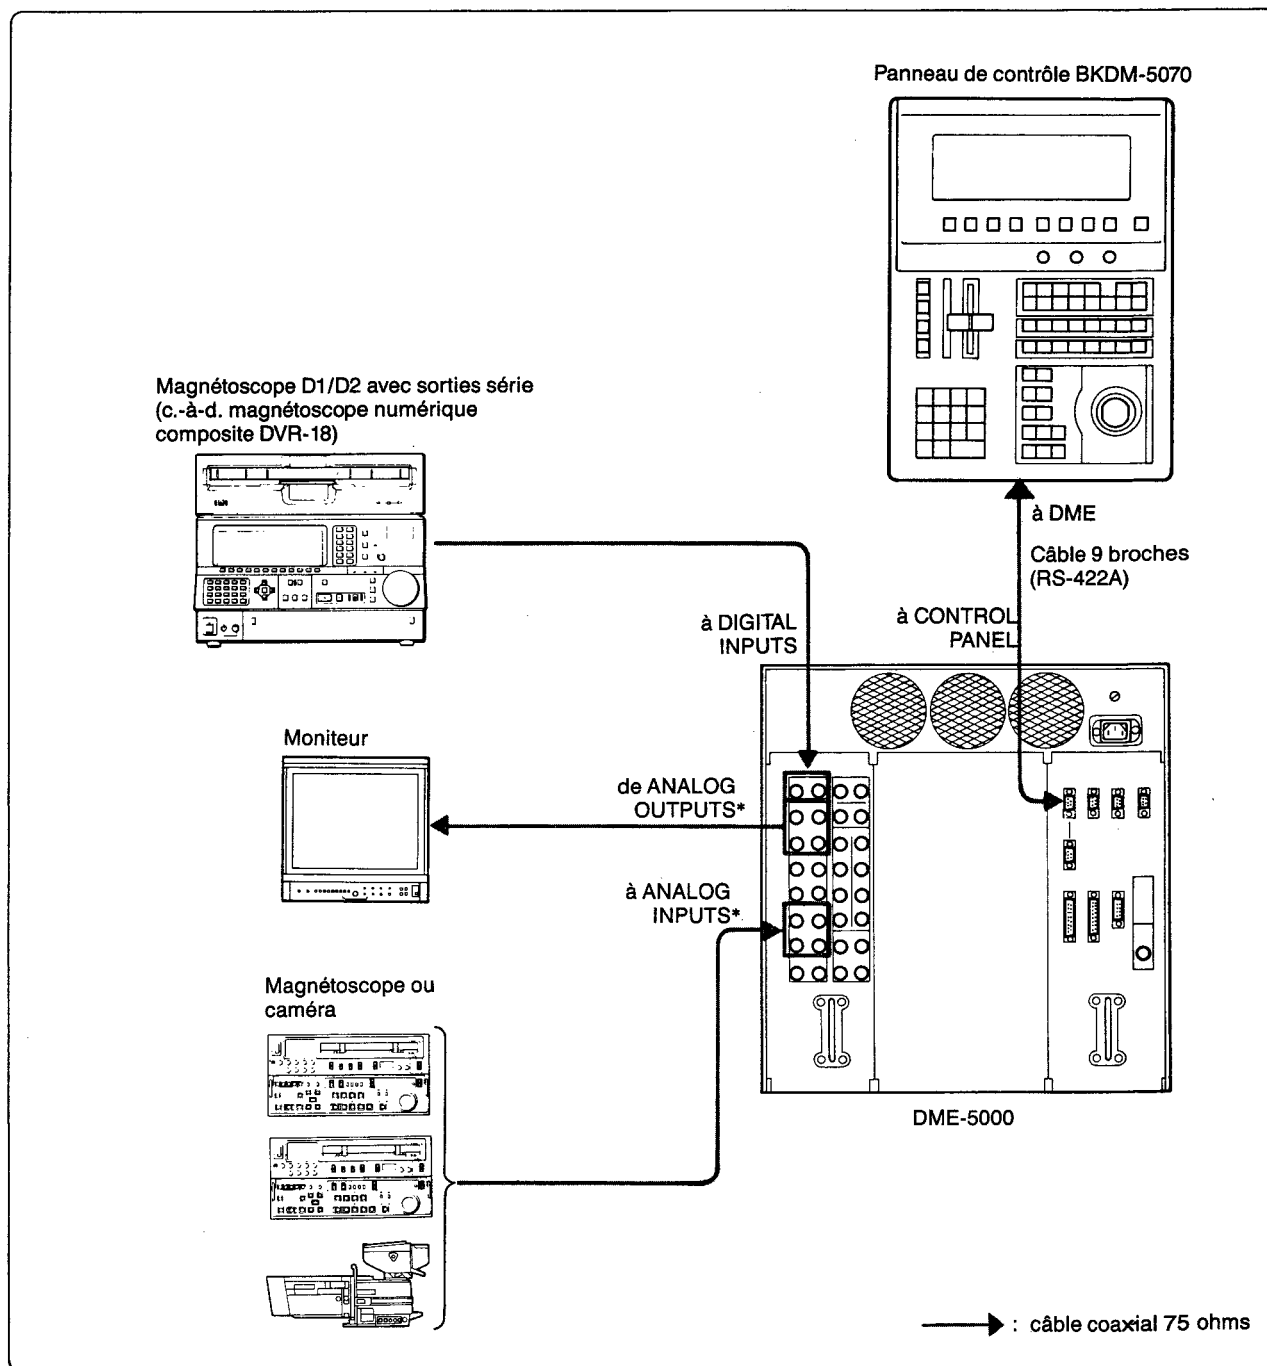 Panneau de contrôle BKDM-5070
Magnétoscope D1/D2 avec sorties série
(c.-à-d. magnétoscope numérique
composite DVR-18)
à DME
Câble 9 broches
(RS-422A)
à DIGITAL
INPUTS
à CONTROL
PANEL
Moniteur
de ANALOG
OUTPUTS*
à ANALOG
INPUTS*
Magnétoscope ou
caméra
DME-5000
: câble coaxial 75 ohms